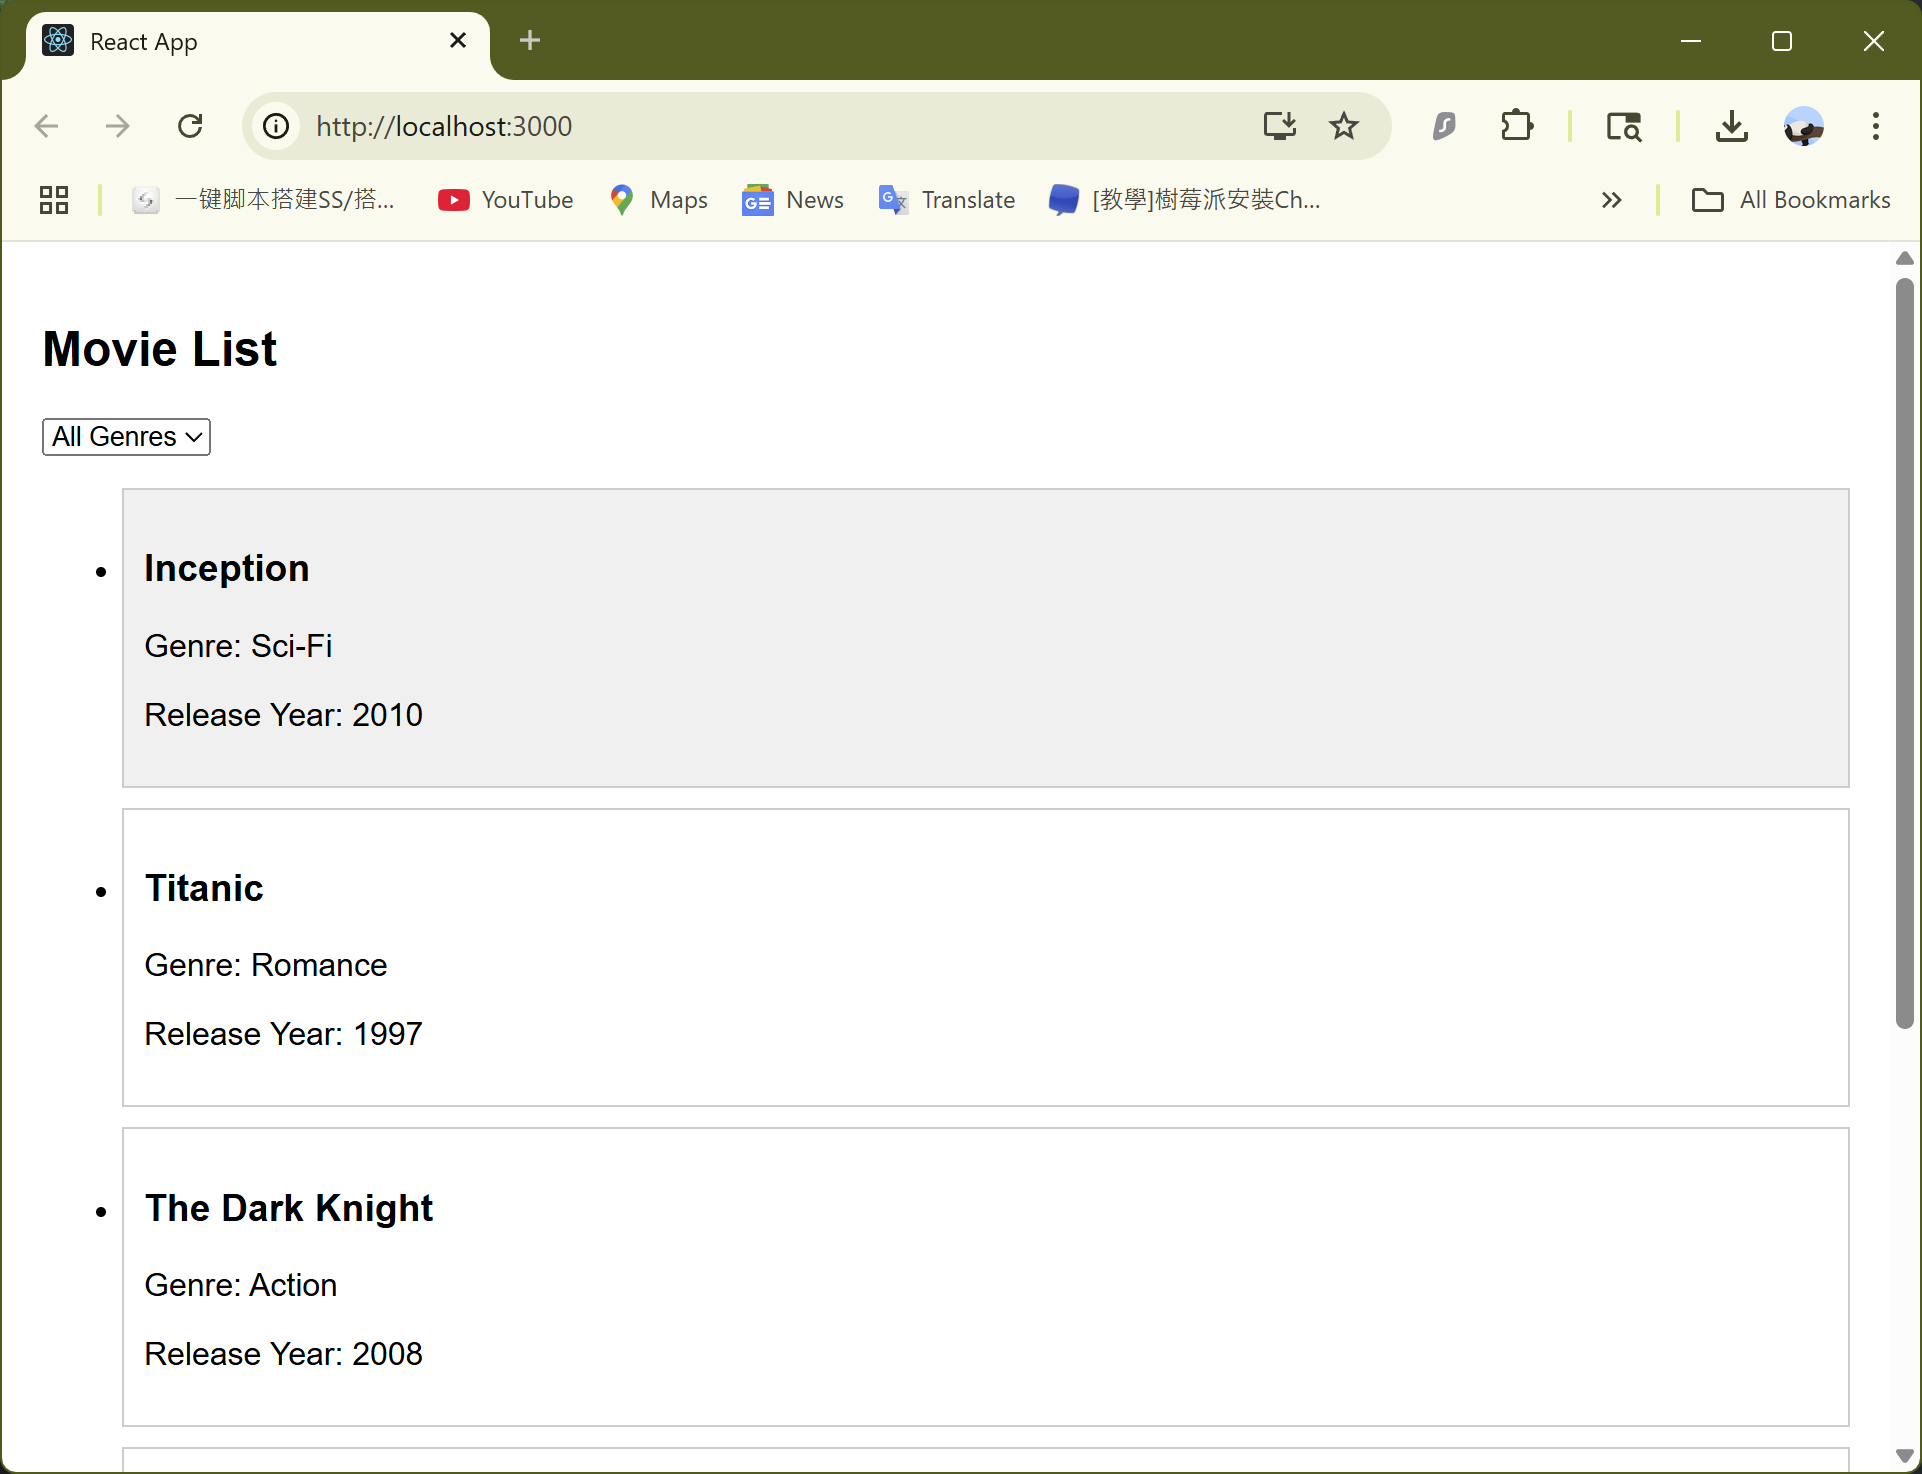 React App
http://localhost:3000
一键脚本搭建SS/搭...
YouTube
Maps
News
Translate
[教學]樹莓派安裝Ch...
All Bookmarks
Movie List
All Genres
Inception
Genre: Sci-Fi
Release Year: 2010
Titanic
Genre: Romance
Release Year: 1997
The Dark Knight
Genre: Action
Release Year: 2008